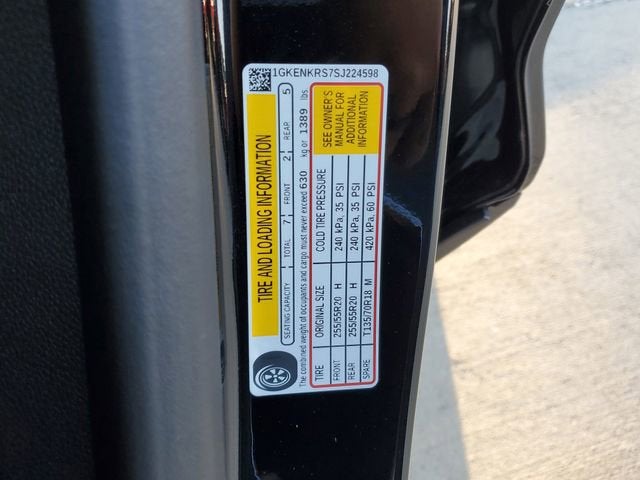 1GKENKRS7SJ224598
TIRE AND LOADING INFORMATION
SEATING CAPACITY TOTAL 7 FRONT 2 REAR 5
The combined weight of occupants and cargo must never exceed 630 kg or 1389 lbs.
TIRE ORIGINAL SIZE COLD TIRE PRESSURE
FRONT 255/55R20 H 240 kPa, 35 PSI
REAR 255/55R20 H 240 kPa, 35 PSI
SPARE T135/70R18 M 420 kPa, 60 PSI
SEE OWNER'S
MANUAL FOR
ADDITIONAL
INFORMATION